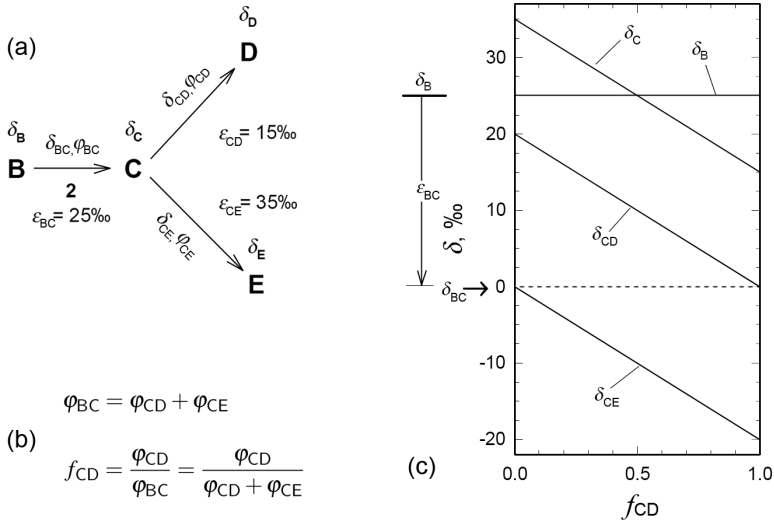 (a)
δD
D
δCD,φCD
δB
δBC,φBC
δC
εCD= 15‰
B
C
2
εBC= 25‰
εCE= 35‰
δCE,φCE
δE
E
φBC = φCD + φCE
(b)
fCD = φCD / φBC = φCD / (φCD + φCE)
(c)
δB
εBC
δBC
δ, ‰
30
20
10
0
-10
-20
δC
δB
δCD
δCE
0.0
0.5
1.0
fCD